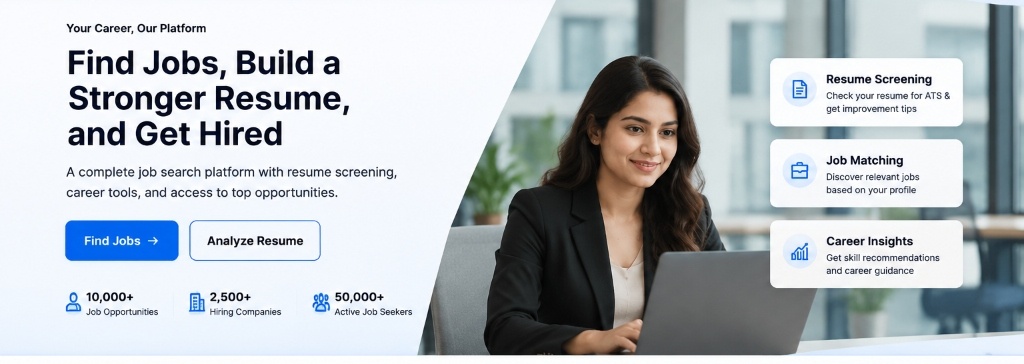 Your Career, Our Platform
Find Jobs, Build a
Stronger Resume,
and Get Hired
A complete job search platform with resume screening,
career tools, and access to top opportunities.
Find Jobs →
Analyze Resume
10,000+
Job Opportunities
2,500+
Hiring Companies
50,000+
Active Job Seekers
Resume Screening
Check your resume for ATS &
get improvement tips
Job Matching
Discover relevant jobs
based on your profile
Career Insights
Get skill recommendations
and career guidance